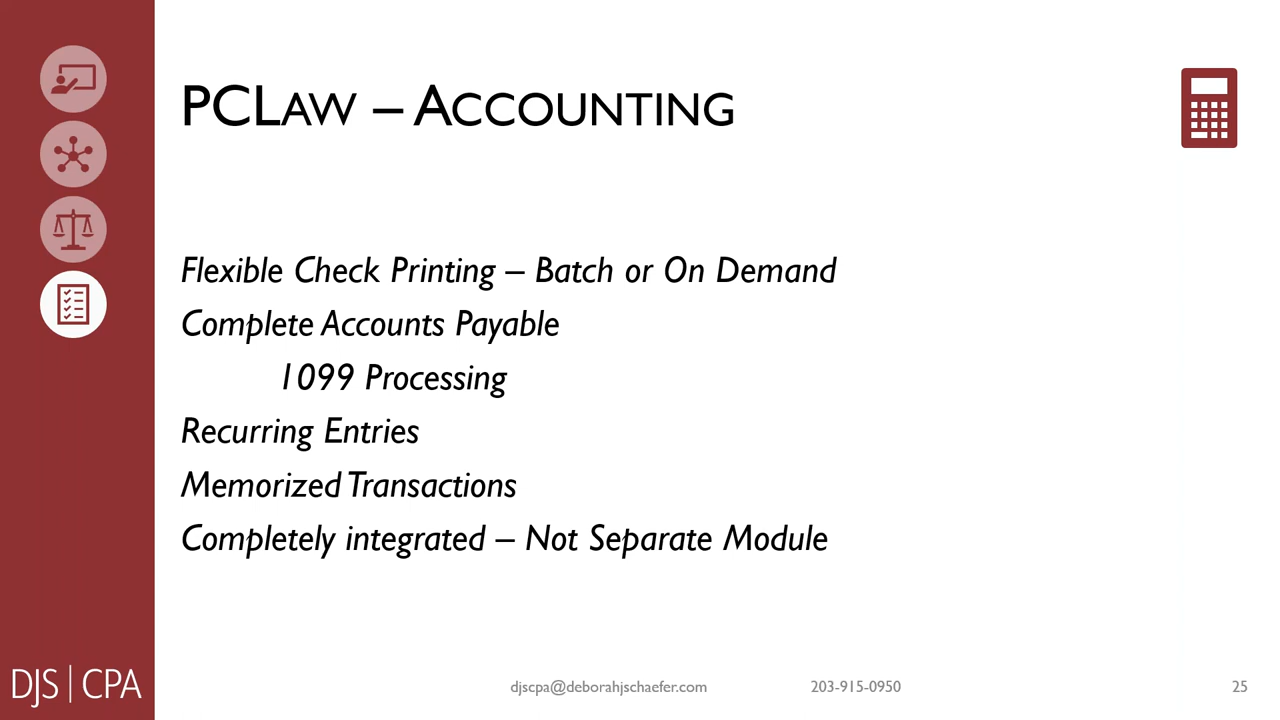 PCLAW – ACCOUNTING
Flexible Check Printing – Batch or On Demand
Complete Accounts Payable
1099 Processing
Recurring Entries
Memorized Transactions
Completely integrated – Not Separate Module
DJS | CPA
djscpa@deborahjschaefer.com
203-915-0950
25